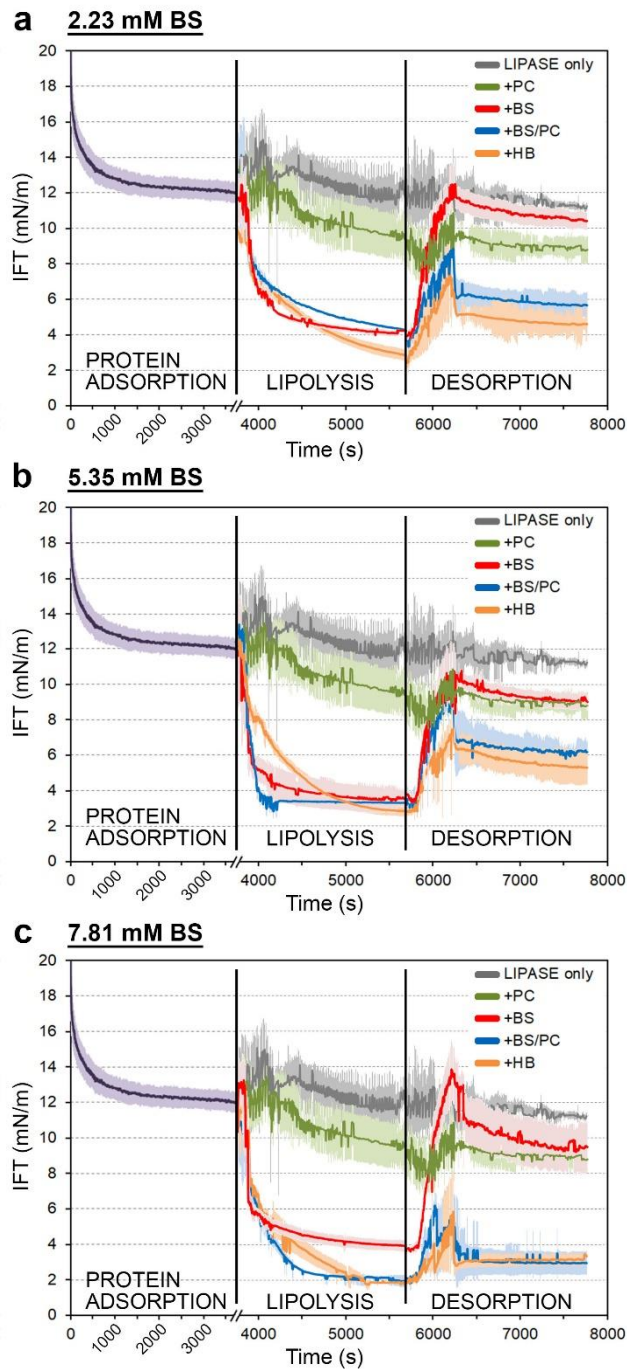 a 2.23 mM BS
20
18
16
14
12
10
8
6
4
2
0
IFT (mN/m)
LIPASE only
+PC
+BS
+BS/PC
+HB
PROTEIN
ADSORPTION
LIPOLYSIS
DESORPTION
0
1000
2000
3000
4000
5000
6000
7000
8000
Time (s)
b 5.35 mM BS
20
18
16
14
12
10
8
6
4
2
0
IFT (mN/m)
LIPASE only
+PC
+BS
+BS/PC
+HB
PROTEIN
ADSORPTION
LIPOLYSIS
DESORPTION
0
1000
2000
3000
4000
5000
6000
7000
8000
Time (s)
c 7.81 mM BS
20
18
16
14
12
10
8
6
4
2
0
IFT (mN/m)
LIPASE only
+PC
+BS
+BS/PC
+HB
PROTEIN
ADSORPTION
LIPOLYSIS
DESORPTION
0
1000
2000
3000
4000
5000
6000
7000
8000
Time (s)